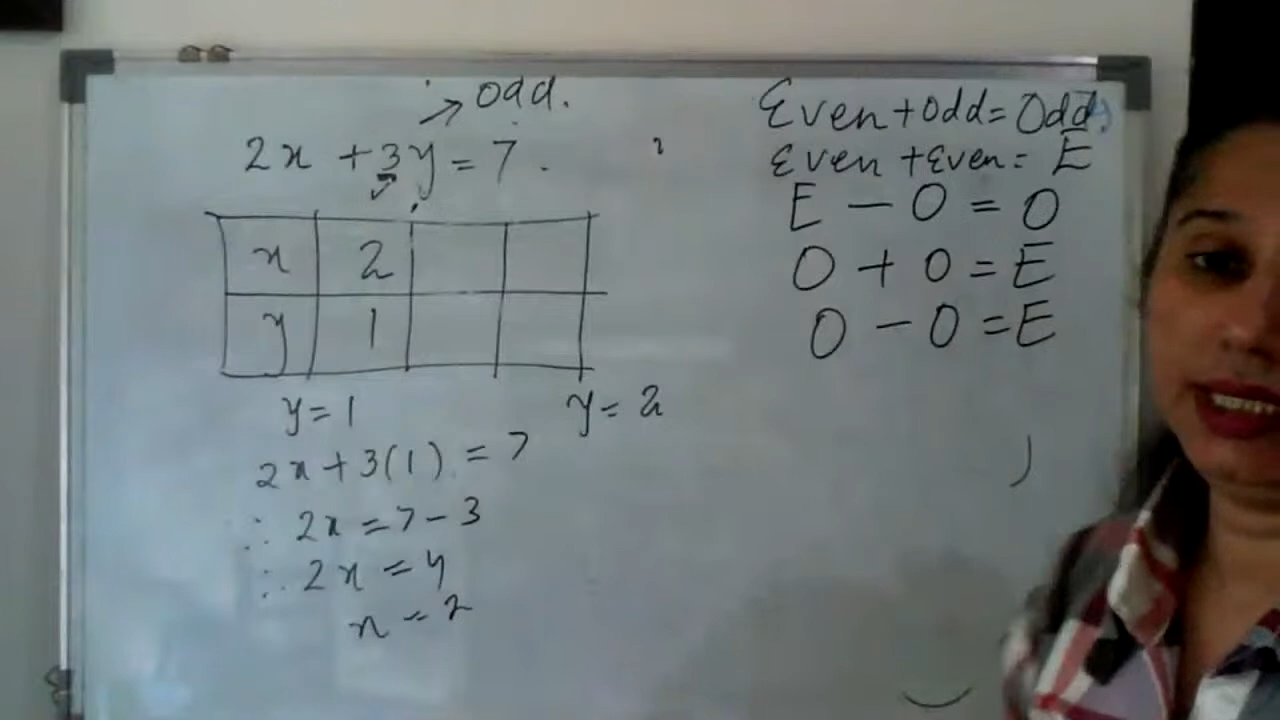 → Odd.
2x + 3y = 7.
x 2
y 1
y = 1
y = 2
2x + 3(1) = 7
∴ 2x = 7 - 3
∴ 2x = 4
x = 2
Even + Odd = Odd
Even + Even = E
E - O = O
O + O = E
O - O = E